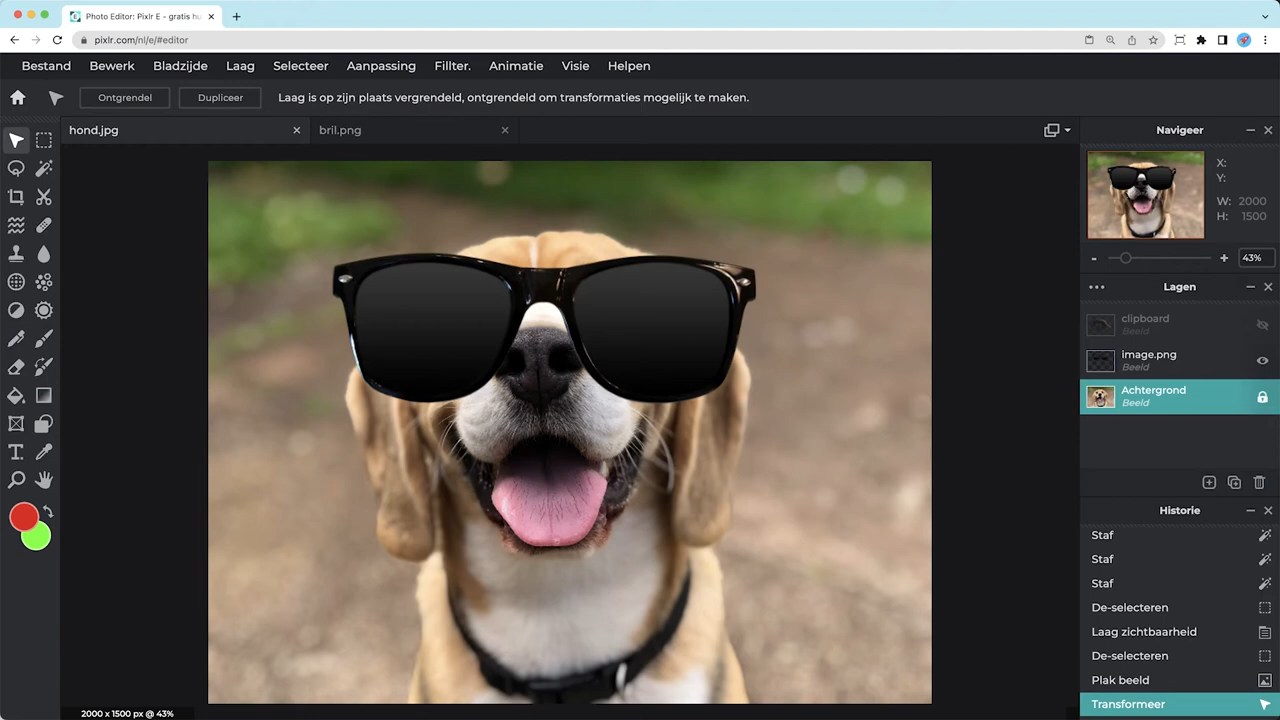 Photo Editor: Pixlr E - gratis hu
pixlr.com/nl/e/#editor
Bestand Bewerk Bladzijde Laag Selecteer Aanpassing Fillter. Animatie Visie Helpen
Ontgrendel Dupliceer Laag is op zijn plaats vergrendeld, ontgrendeld om transformaties mogelijk te maken.
hond.jpg bril.png
Navigeer
X:
Y:
W: 2000
H: 1500
43%
Lagen
clipboard
Beeld
image.png
Beeld
Achtergrond
Beeld
Historie
Staf
Staf
Staf
De-selecteren
Laag zichtbaarheid
De-selecteren
Plak beeld
Transformeer
2000 x 1500 px @ 43%